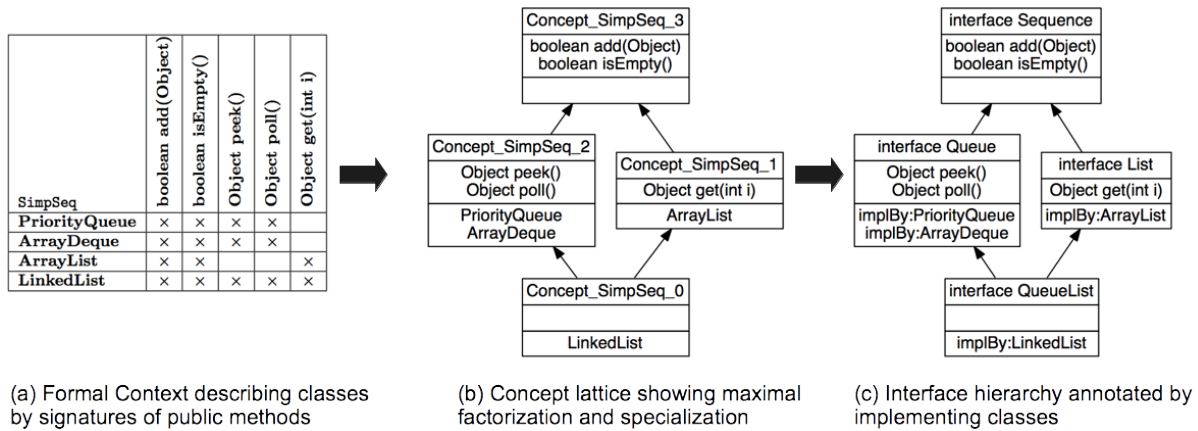 SimpSeq
boolean add(Object)
boolean isEmpty()
Object peek()
Object poll()
Object get(int i)
PriorityQueue × × × ×
ArrayDeque × × × ×
ArrayList × × ×
LinkedList × × × × ×
(a) Formal Context describing classes
by signatures of public methods
Concept_SimpSeq_3
boolean add(Object)
boolean isEmpty()
Concept_SimpSeq_2
Object peek()
Object poll()
PriorityQueue
ArrayDeque
Concept_SimpSeq_1
Object get(int i)
ArrayList
Concept_SimpSeq_0
LinkedList
(b) Concept lattice showing maximal
factorization and specialization
interface Sequence
boolean add(Object)
boolean isEmpty()
interface Queue
Object peek()
Object poll()
implBy:PriorityQueue
implBy:ArrayDeque
interface List
Object get(int i)
implBy:ArrayList
interface QueueList
implBy:LinkedList
(c) Interface hierarchy annotated by
implementing classes